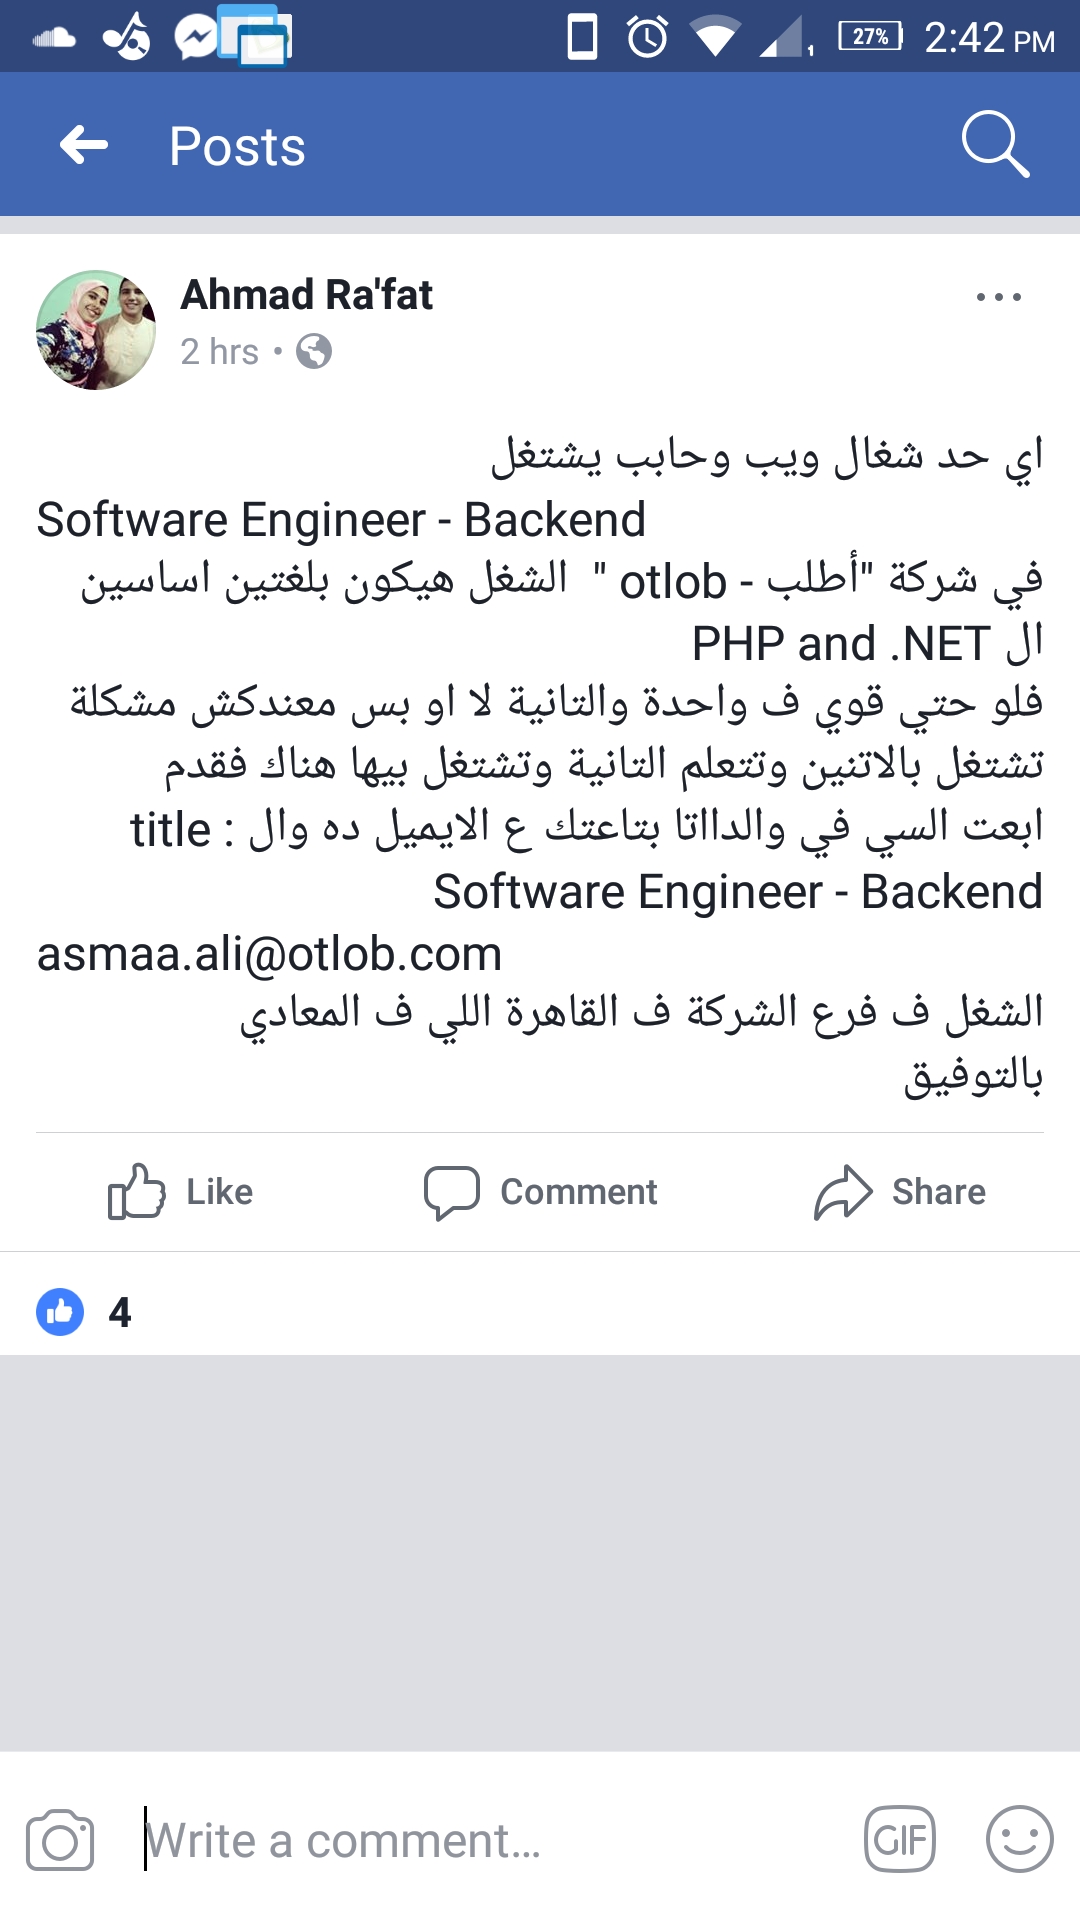 27% 2:42 PM
Posts
Ahmad Ra'fat
2 hrs •
اي حد شغال ويب وحابب يشتغل
Software Engineer - Backend
في شركة "أطلب - otlob " الشغل هيكون بلغتين اساسين
ال PHP and .NET
فلو حتي قوي ف واحدة والتانية لا او بس معندكش مشكلة
تشتغل بالاتنين وتتعلم التانية وتشتغل بيها هناك فقدم
ابعت السي في والدااتا بتاعتك ع الايميل ده وال : title
Software Engineer - Backend
asmaa.ali@otlob.com
الشغل ف فرع الشركة ف القاهرة اللي ف المعادي
بالتوفيق
Like Comment Share
4
Write a comment... GIF